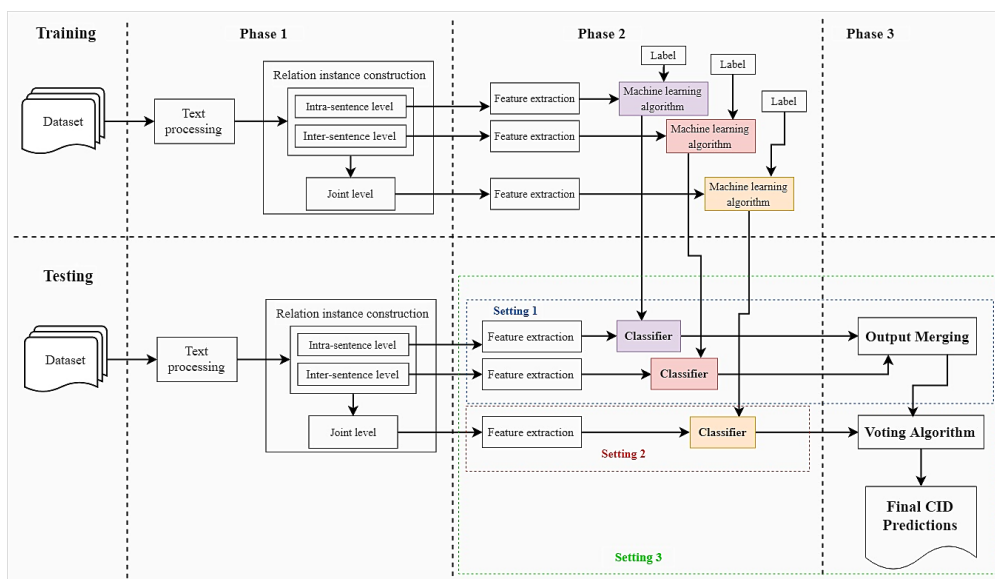 Training
Phase 1
Phase 2
Phase 3
Dataset
Text
processing
Relation instance construction
Intra-sentence level
Inter-sentence level
Joint level
Feature extraction
Feature extraction
Feature extraction
Label
Label
Label
Machine learning
algorithm
Machine learning
algorithm
Machine learning
algorithm
Testing
Dataset
Text
processing
Relation instance construction
Intra-sentence level
Inter-sentence level
Joint level
Setting 1
Feature extraction
Classifier
Output Merging
Feature extraction
Classifier
Feature extraction
Classifier
Voting Algorithm
Setting 2
Final CID
Predictions
Setting 3